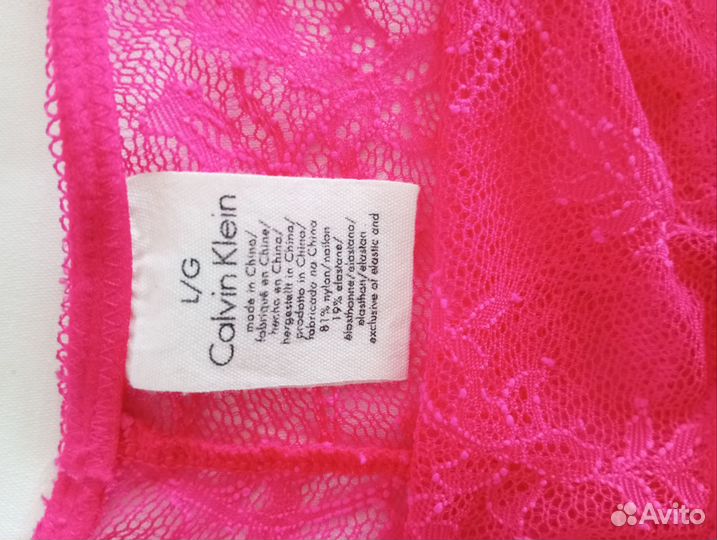 L/G
Calvin Klein
made in China/
fabriqué en Chine/
hecho en China/
hergestellt in China/
prodotto in China/
fabricado na China
81% nylon/nailon
19% elastane/
élasthanne/elastano/
elasthan/elastan
exclusive of elastic and
Avito